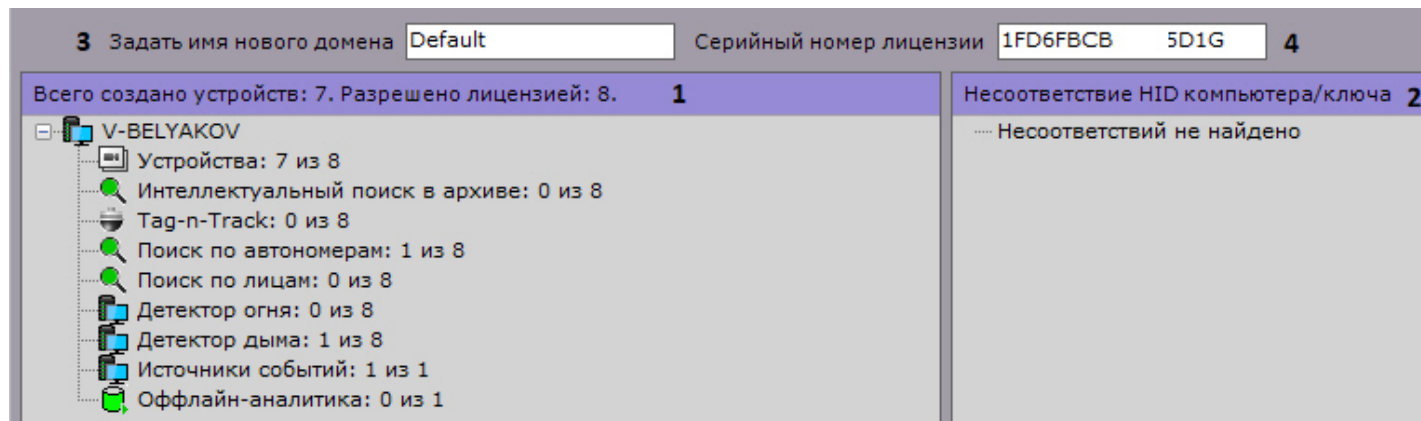 3 Задать имя нового домена Default Серийный номер лицензии 1FD6FBCB 5D1G 4
Всего создано устройств: 7. Разрешено лицензией: 8. 1
Несоответствие HID компьютера/ключа 2
V-BELYAKOV
Несоответствий не найдено
Устройства: 7 из 8
Интеллектуальный поиск в архиве: 0 из 8
Tag-n-Track: 0 из 8
Поиск по автономерам: 1 из 8
Поиск по лицам: 0 из 8
Детектор огня: 0 из 8
Детектор дыма: 1 из 8
Источники событий: 1 из 1
Оффлайн-аналитика: 0 из 1